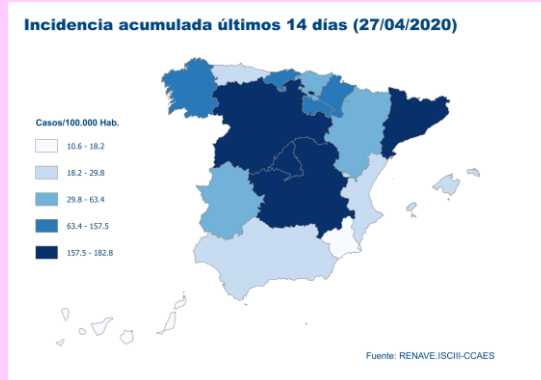 Incidencia acumulada últimos 14 días (27/04/2020)
Casos/100.000 Hab.
10.6 - 18.2
18.2 - 29.8
29.8 - 63.4
63.4 - 157.5
157.5 - 182.8
Fuente: RENAVE.ISCIII-CCAES